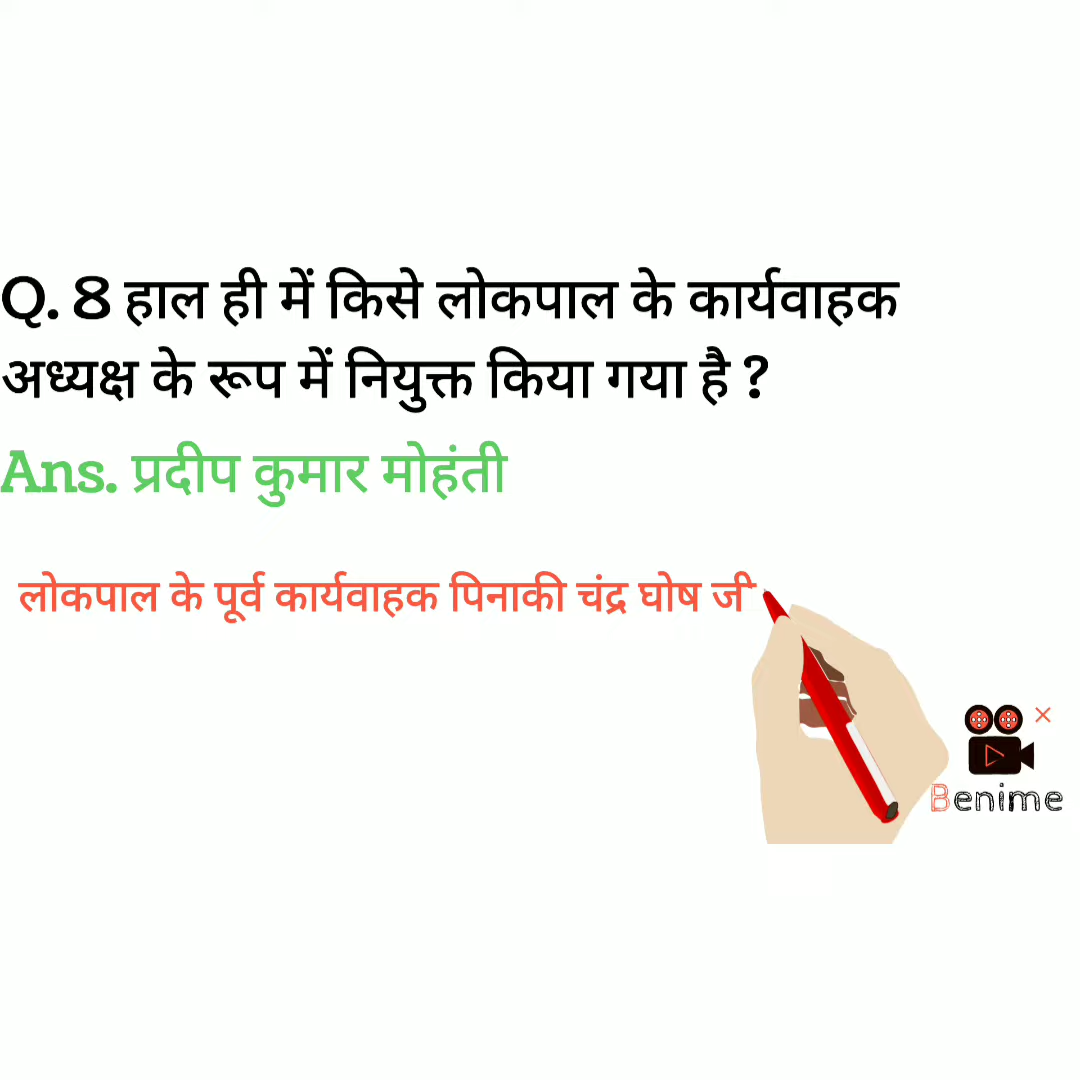 Q. 8 हाल ही में किसे लोकपाल के कार्यवाहक
अध्यक्ष के रूप में नियुक्त किया गया है ?
Ans. प्रदीप कुमार मोहंती
लोकपाल के पूर्व कार्यवाहक पिनाकी चंद्र घोष जी
Benime